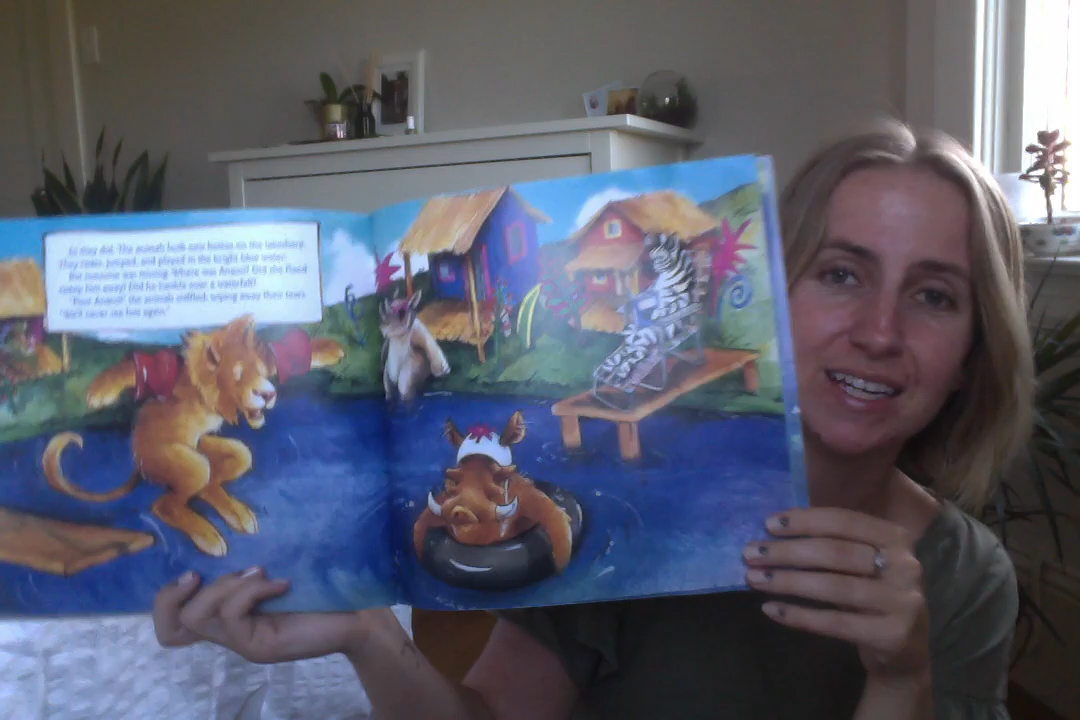 So they did. The animals built new homes on the lakeshore.
They swam, jumped, and played in the bright blue water.
But someone was missing. Where was Anansi? Did the flood
sweep him away? Did he tumble over a waterfall?
"Poor Anansi!" the animals sniffled, wiping away their tears.
"We'll never see him again."